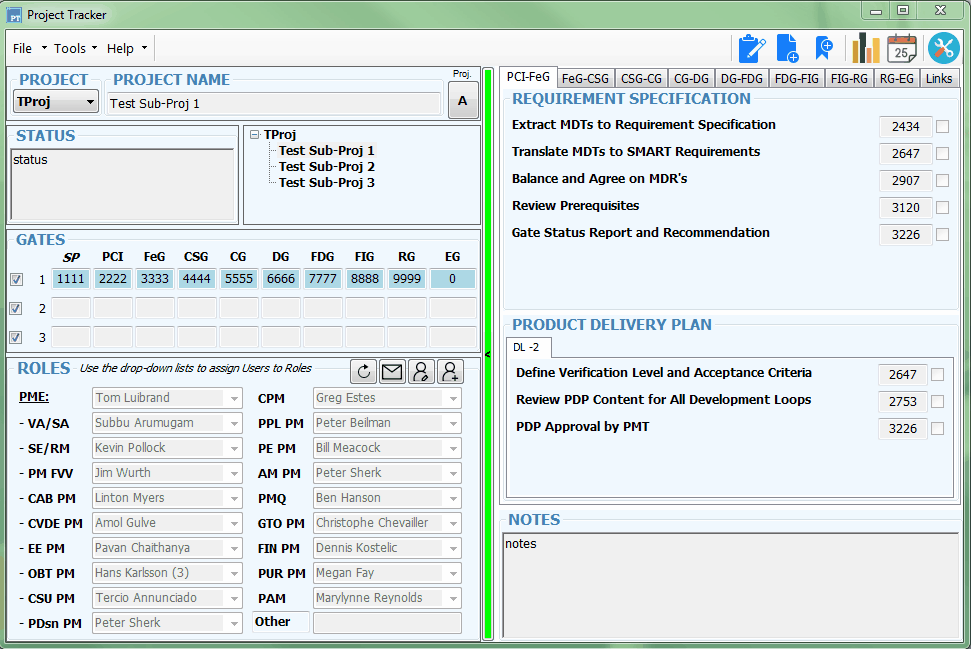 PT Project Tracker
File Tools Help
25
PROJECT PROJECT NAME Proj.
TProj Test Sub-Proj 1 A
STATUS
status
TProj
Test Sub-Proj 1
Test Sub-Proj 2
Test Sub-Proj 3
GATES
SP PCI FeG CSG CG DG FDG FIG RG EG
1 1111 2222 3333 4444 5555 6666 7777 8888 9999 0
2
3
ROLES Use the drop-down lists to assign Users to Roles
PME: Tom Luibrand CPM Greg Estes
- VA/SA Subbu Arumugam PPL PM Peter Beilman
- SE/RM Kevin Pollock PE PM Bill Meacock
- PM FVV Jim Wurth AM PM Peter Sherk
- CAB PM Linton Myers PMQ Ben Hanson
- CVDE PM Amol Gulve GTO PM Christophe Chevailler
- EE PM Pavan Chaithanya FIN PM Dennis Kostelic
- OBT PM Hans Karlsson (3) PUR PM Megan Fay
- CSU PM Tercio Annunciado PAM Marylynne Reynolds
- PDsn PM Peter Sherk Other
<
PCI-FeG FeG-CSG CSG-CG CG-DG DG-FDG FDG-FIG FIG-RG RG-EG Links
REQUIREMENT SPECIFICATION
Extract MDTs to Requirement Specification 2434
Translate MDTs to SMART Requirements 2647
Balance and Agree on MDR's 2907
Review Prerequisites 3120
Gate Status Report and Recommendation 3226
PRODUCT DELIVERY PLAN
DL -2
Define Verification Level and Acceptance Criteria 2647
Review PDP Content for All Development Loops 2753
PDP Approval by PMT 3226
NOTES
notes